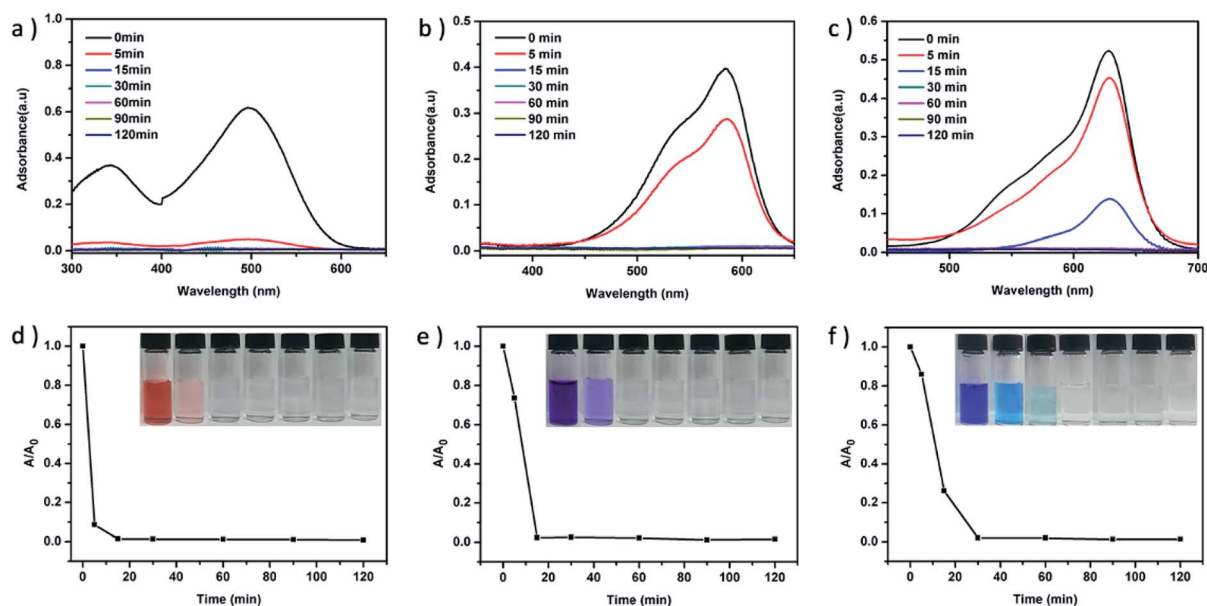 a )
Adsorbance(a.u)
1.0
0.8
0.6
0.4
0.2
0.0
0min
5min
15min
30min
60min
90min
120min
300 400 500 600
Wavelength (nm)
b )
Adsorbance(a.u)
0.5
0.4
0.3
0.2
0.1
0.0
0 min
5 min
15 min
30 min
60 min
90 min
120 min
400 500 600
Wavelength (nm)
c )
Adsorbance(a.u)
0.6
0.5
0.4
0.3
0.2
0.1
0.0
0 min
5 min
15 min
30 min
60 min
90 min
120 min
500 600 700
Wavelength (nm)
d )
A/A0
1.0
0.8
0.6
0.4
0.2
0.0
0 20 40 60 80 100 120
Time (min)
e )
A/A0
1.0
0.8
0.6
0.4
0.2
0.0
0 20 40 60 80 100 120
Time (min)
f )
A/A0
1.0
0.8
0.6
0.4
0.2
0.0
0 20 40 60 80 100 120
Time (min)